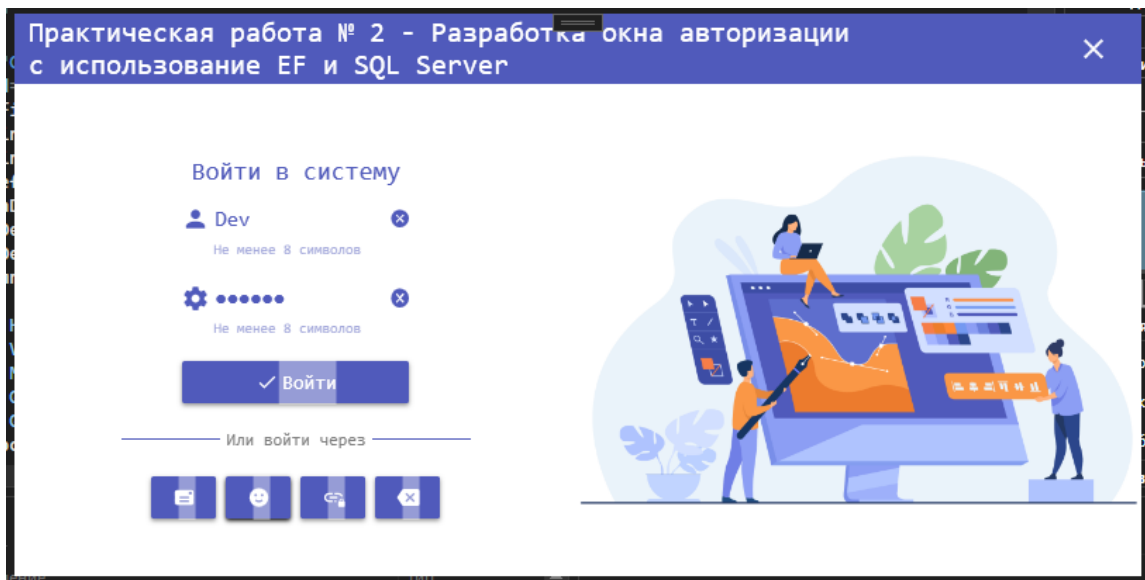 Практическая работа № 2 - Разработка окна авторизации
с использование EF и SQL Server
Войти в систему
Dev
Не менее 8 символов
Не менее 8 символов
Войти
Или войти через